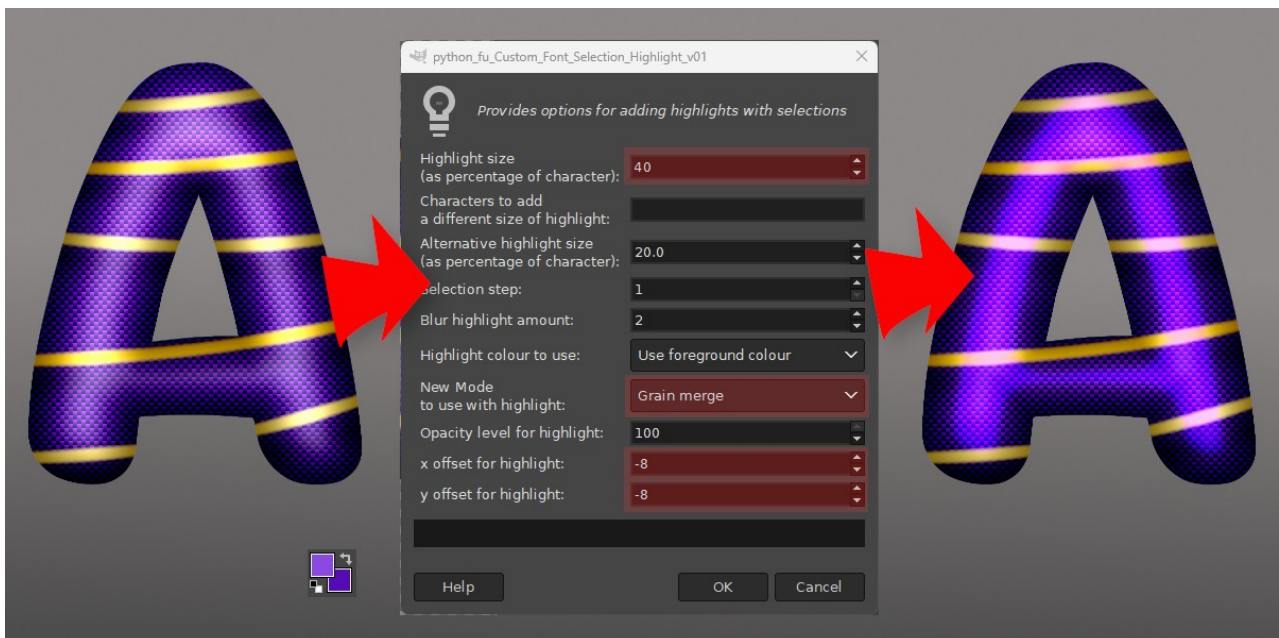 python_fu_Custom_Font_Selection_Highlight_v01
Provides options for adding highlights with selections
Highlight size
(as percentage of character):
40
Characters to add
a different size of highlight:
Alternative highlight size
(as percentage of character):
20.0
Selection step:
1
Blur highlight amount:
2
Highlight colour to use:
Use foreground colour
New Mode
to use with highlight:
Grain merge
Opacity level for highlight:
100
x offset for highlight:
-8
y offset for highlight:
-8
Help
OK
Cancel
A
A